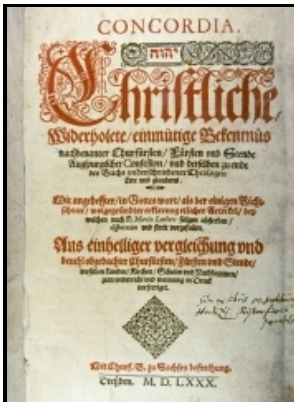 CONCORDIA.
יהוה
Christliche/
Widerholete/ einmütige Bekentnüs
nachbenanter Churfürsten/ Fürsten vnd Stende
Augspurgischer Confession/ vnd derselben zu ende
des Buchs vnderschriebener Theologen
Lere vnd glaubens.
Mit angeheffter/ in Gottes wort/ als der einigen Richt-
schnur/ wolgegründter erklerung etlicher Artickel/ bey
welchen nach D. Martin Luthers seligen absterben/
disputation vnd streit vorgefallen.
Aus einhelliger vergleichung vnd
beuehl obgedachter Churfürsten/ Fürsten vnd Stende/
derselben Landen/ Kirchen/ Schulen vnd Nachkommen/
zum vnderricht vnd warnung in Druck
vorfertiget.
Mit Churf. G. zu Sachsen befreihung.
Dreßden. M. D. LXXX.